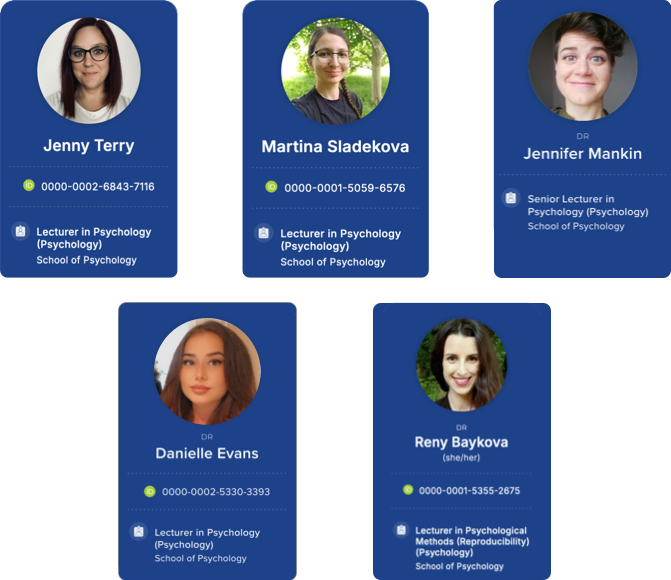 Jenny Terry
iD 0000-0002-6843-7116
Lecturer in Psychology
(Psychology)
School of Psychology
Martina Sladekova
iD 0000-0001-5059-6576
Lecturer in Psychology
(Psychology)
School of Psychology
DR
Jennifer Mankin
Senior Lecturer in
Psychology (Psychology)
School of Psychology
DR
Danielle Evans
iD 0000-0002-5330-3393
Lecturer in Psychology
(Psychology)
School of Psychology
DR
Reny Baykova
(she/her)
iD 0000-0001-5355-2675
Lecturer in Psychological
Methods (Reproducibility)
(Psychology)
School of Psychology